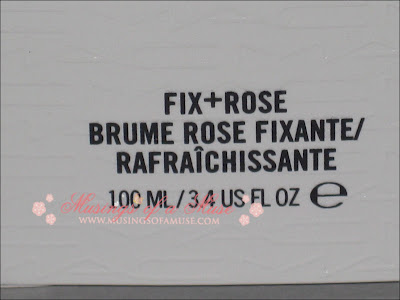 FIX+ROSE
BRUME ROSE FIXANTE/
RAFRAÎCHISSANTE
100 ML / 3.4 US FL OZ ℮
Musings of a Muse
WWW.MUSINGSOFAMUSE.COM